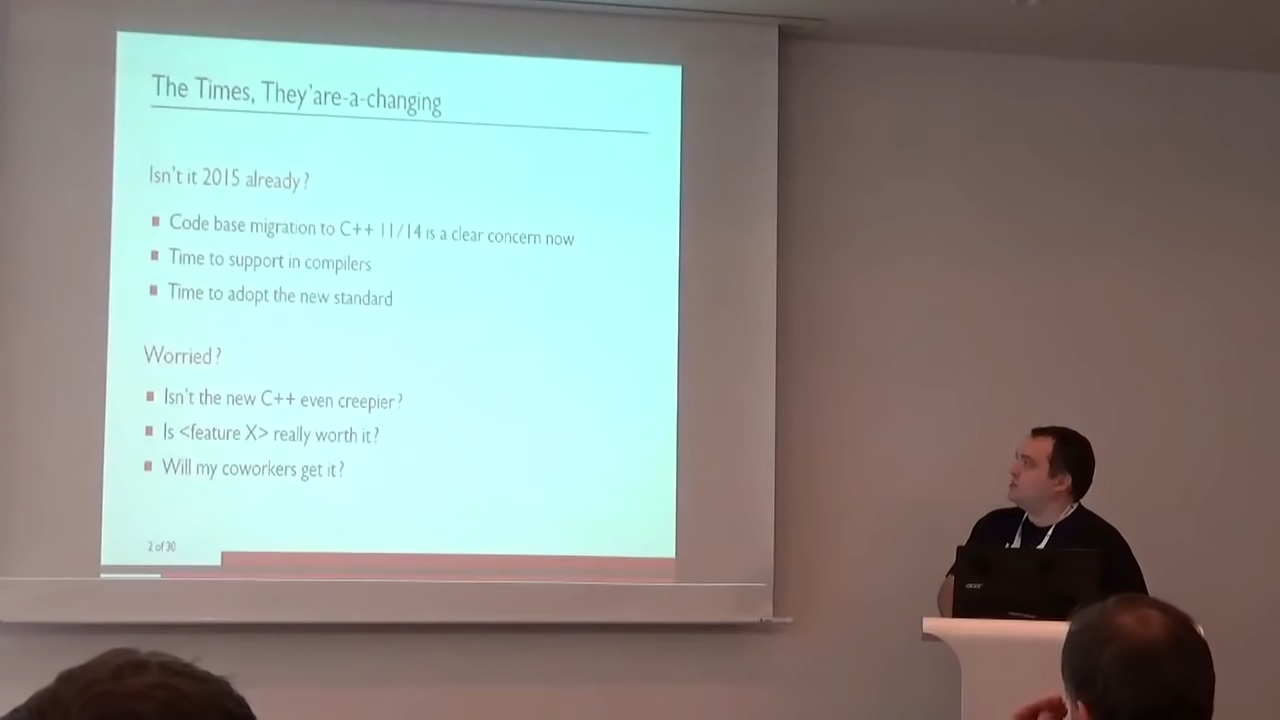 The Times, They'are-a-changing
Isn't it 2015 already?
Code base migration to C++ 11/14 is a clear concern now
Time to support in compilers
Time to adopt the new standard
Worried?
Isn't the new C++ even creepier?
Is <feature X> really worth it?
Will my coworkers get it?
2 of 30
acer